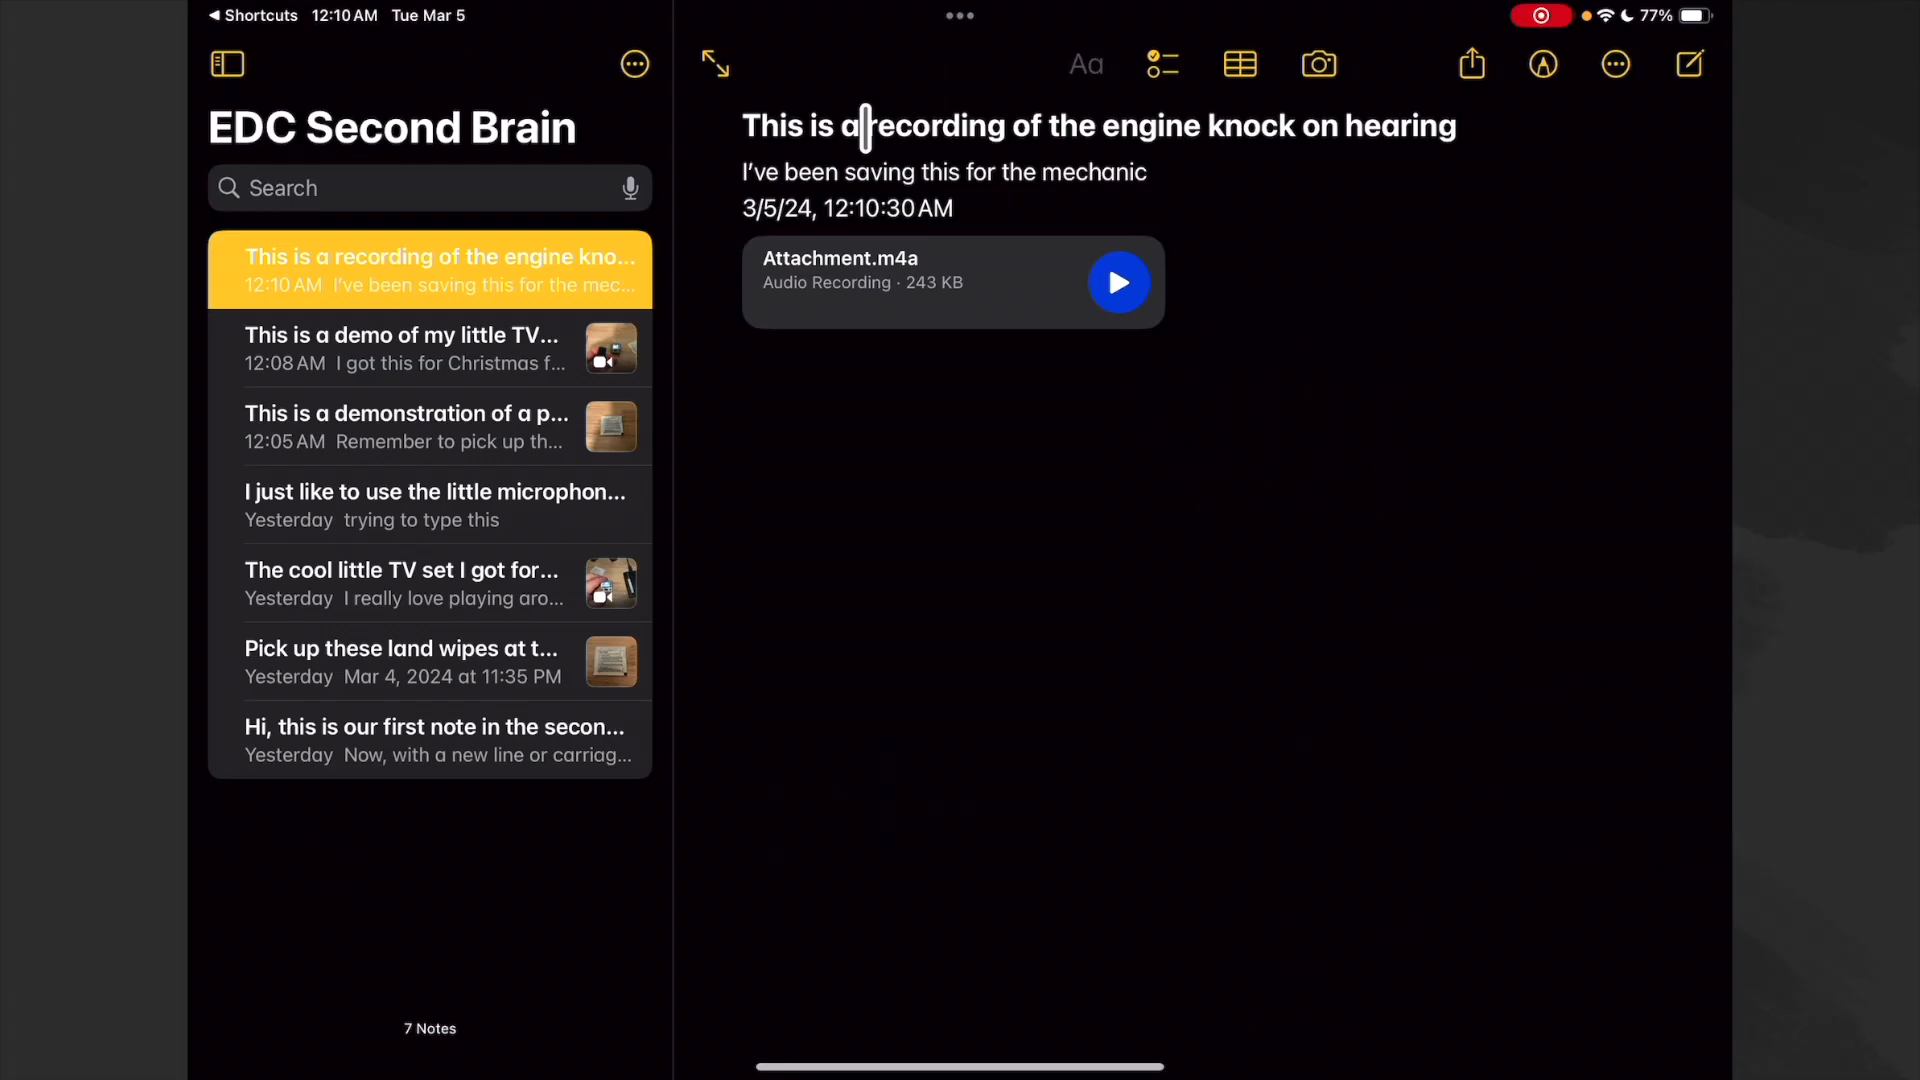 Shortcuts 12:10 AM Tue Mar 5
77%
EDC Second Brain
Search
This is a recording of the engine kno...
12:10 AM I've been saving this for the mec...
This is a demo of my little TV...
12:08 AM I got this for Christmas f...
This is a demonstration of a p...
12:05 AM Remember to pick up th...
I just like to use the little microphon...
Yesterday trying to type this
The cool little TV set I got for...
Yesterday I really love playing aro...
Pick up these land wipes at t...
Yesterday Mar 4, 2024 at 11:35 PM
Hi, this is our first note in the secon...
Yesterday Now, with a new line or carriag...
7 Notes
Aa
This is a recording of the engine knock on hearing
I've been saving this for the mechanic
3/5/24, 12:10:30 AM
Attachment.m4a
Audio Recording · 243 KB